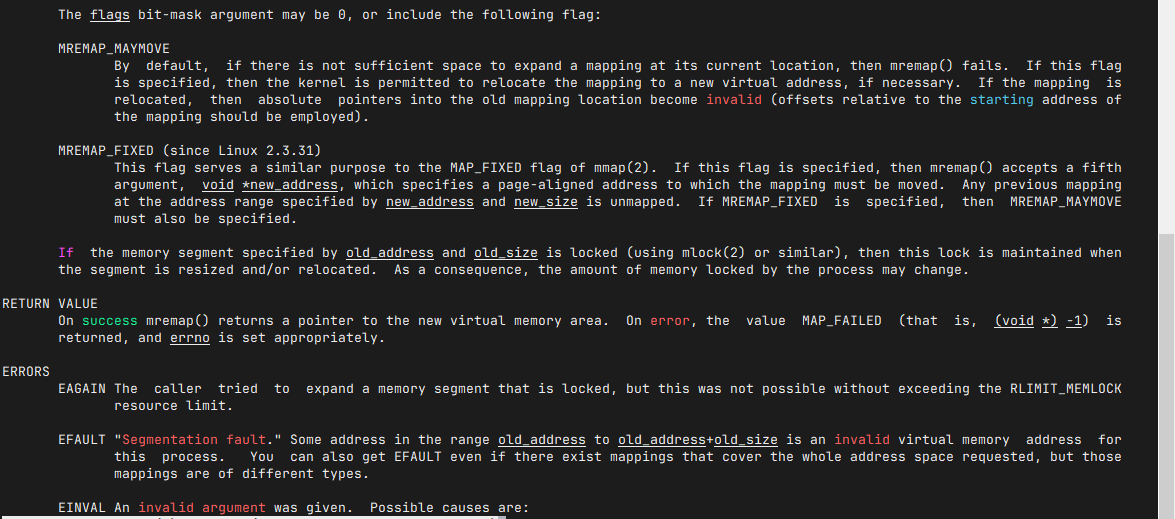 The flags bit-mask argument may be 0, or include the following flag:
MREMAP_MAYMOVE
By default, if there is not sufficient space to expand a mapping at its current location, then mremap() fails. If this flag
is specified, then the kernel is permitted to relocate the mapping to a new virtual address, if necessary. If the mapping is
relocated, then absolute pointers into the old mapping location become invalid (offsets relative to the starting address of
the mapping should be employed).
MREMAP_FIXED (since Linux 2.3.31)
This flag serves a similar purpose to the MAP_FIXED flag of mmap(2). If this flag is specified, then mremap() accepts a fifth
argument, void *new_address, which specifies a page-aligned address to which the mapping must be moved. Any previous mapping
at the address range specified by new_address and new_size is unmapped. If MREMAP_FIXED is specified, then MREMAP_MAYMOVE
must also be specified.
If the memory segment specified by old_address and old_size is locked (using mlock(2) or similar), then this lock is maintained when
the segment is resized and/or relocated. As a consequence, the amount of memory locked by the process may change.
RETURN VALUE
On success mremap() returns a pointer to the new virtual memory area. On error, the value MAP_FAILED (that is, (void *) -1) is
returned, and errno is set appropriately.
ERRORS
EAGAIN The caller tried to expand a memory segment that is locked, but this was not possible without exceeding the RLIMIT_MEMLOCK
resource limit.
EFAULT "Segmentation fault." Some address in the range old_address to old_address+old_size is an invalid virtual memory address for
this process. You can also get EFAULT even if there exist mappings that cover the whole address space requested, but those
mappings are of different types.
EINVAL An invalid argument was given. Possible causes are: